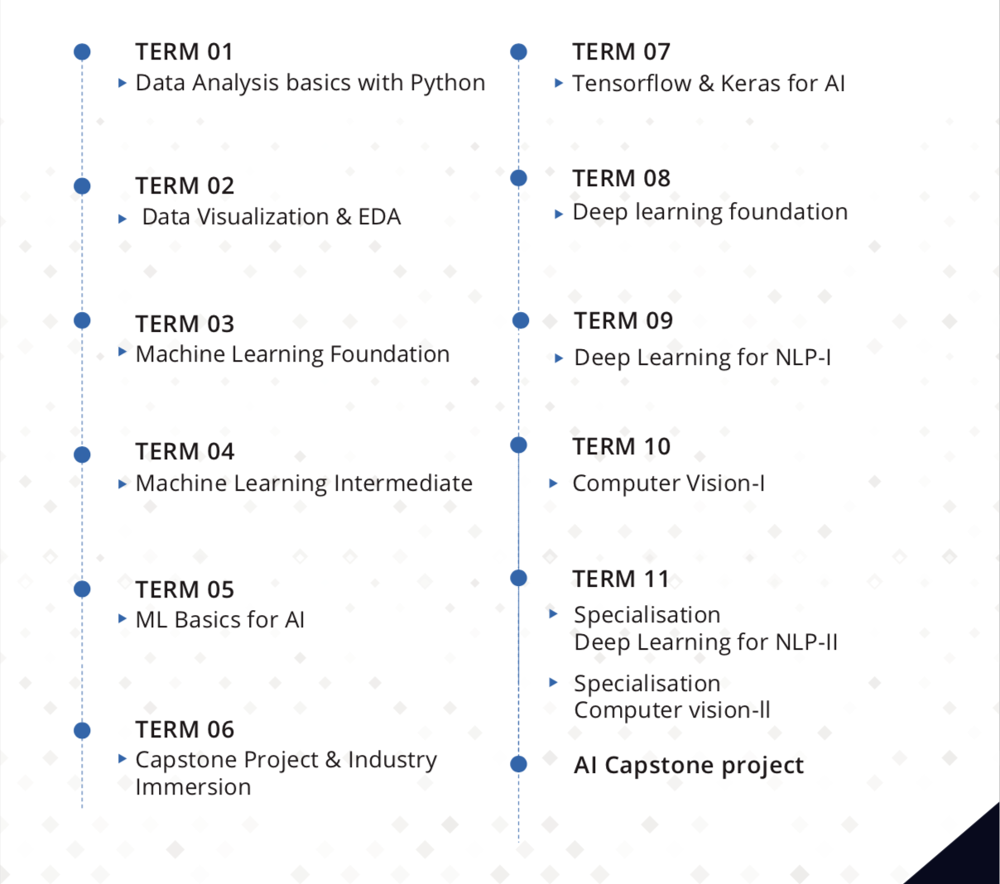 TERM 01
Data Analysis basics with Python
TERM 02
Data Visualization & EDA
TERM 03
Machine Learning Foundation
TERM 04
Machine Learning Intermediate
TERM 05
ML Basics for AI
TERM 06
Capstone Project & Industry
Immersion
TERM 07
Tensorflow & Keras for AI
TERM 08
Deep learning foundation
TERM 09
Deep Learning for NLP-I
TERM 10
Computer Vision-I
TERM 11
Specialisation
Deep Learning for NLP-II
Specialisation
Computer vision-ll
AI Capstone project